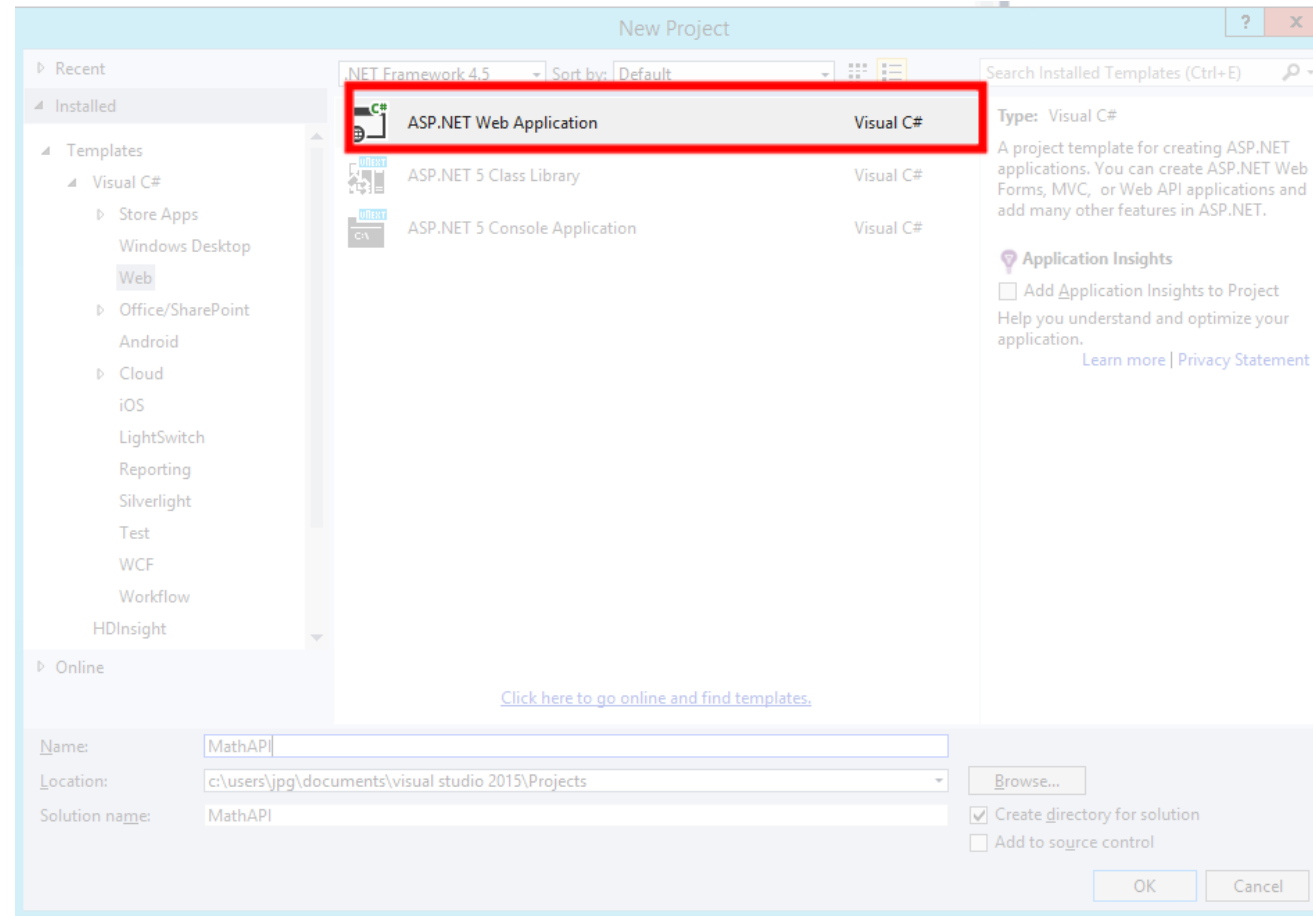 New Project
? x
Recent
.NET Framework 4.5 Sort by: Default
Search Installed Templates (Ctrl+E)
Installed
Templates
Visual C#
Store Apps
Windows Desktop
Web
Office/SharePoint
Android
Cloud
iOS
LightSwitch
Reporting
Silverlight
Test
WCF
Workflow
HDInsight
Online
C#
ASP.NET Web Application Visual C#
ASP.NET 5 Class Library Visual C#
ASP.NET 5 Console Application Visual C#
Click here to go online and find templates.
Type: Visual C#
A project template for creating ASP.NET
applications. You can create ASP.NET Web
Forms, MVC, or Web API applications and
add many other features in ASP.NET.
Application Insights
Add Application Insights to Project
Help you understand and optimize your
application.
Learn more | Privacy Statement
Name: MathAPI
Location: c:\users\jpg\documents\visual studio 2015\Projects
Browse...
Solution name: MathAPI
Create directory for solution
Add to source control
OK Cancel